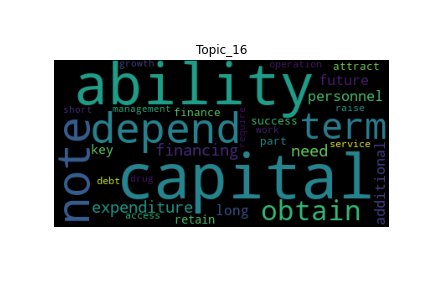 Topic_16
growth operation attract
ability future
short management finance personnel
raise
note depend require success term
work
key financing part need service
debt drug additional
capital
expenditure long obtain
access retain